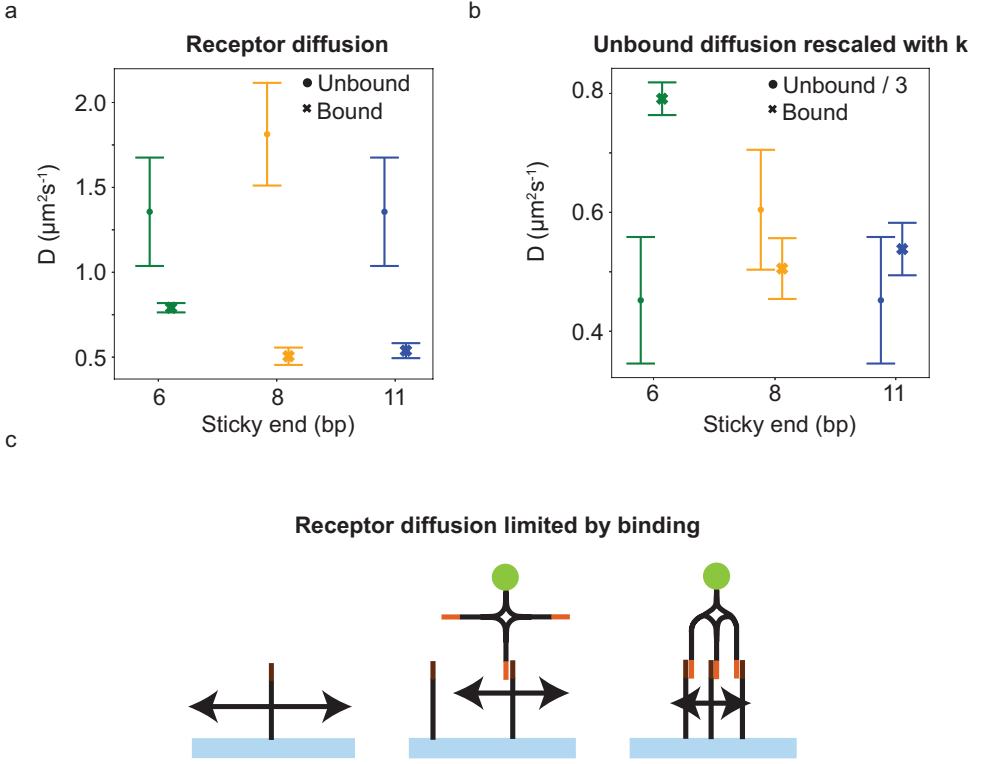 a
Receptor diffusion
Unbound
Bound
2.0
1.5
1.0
0.5
D (μm²s⁻¹)
6 8 11
Sticky end (bp)
b
Unbound diffusion rescaled with k
Unbound / 3
Bound
0.8
0.6
0.4
D (μm²s⁻¹)
6 8 11
Sticky end (bp)
c
Receptor diffusion limited by binding